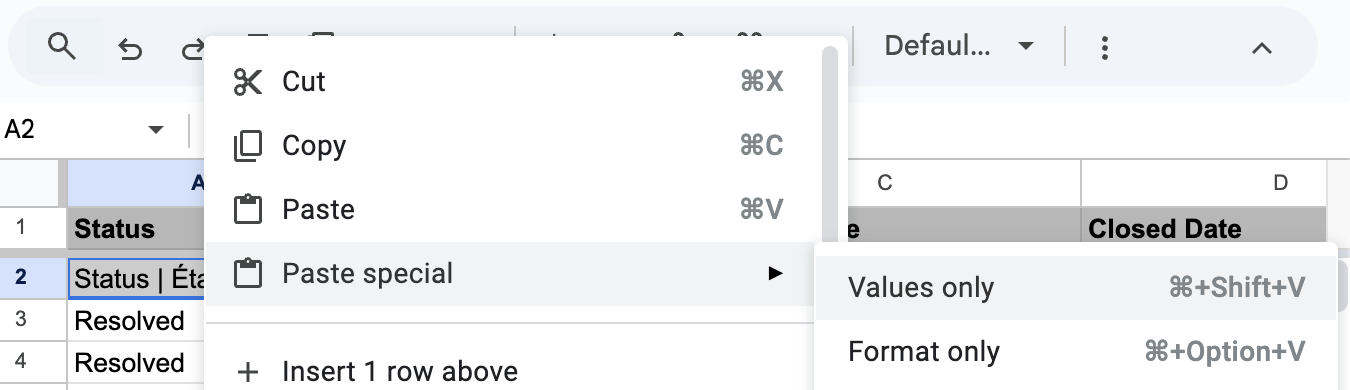 Defaul...
Cut ⌘X
A2
Copy ⌘C
A C D
Paste ⌘V
1 Status e Closed Date
Paste special
2 Status | Éta
Values only ⌘+Shift+V
3 Resolved
Format only ⌘+Option+V
4 Resolved
Insert 1 row above